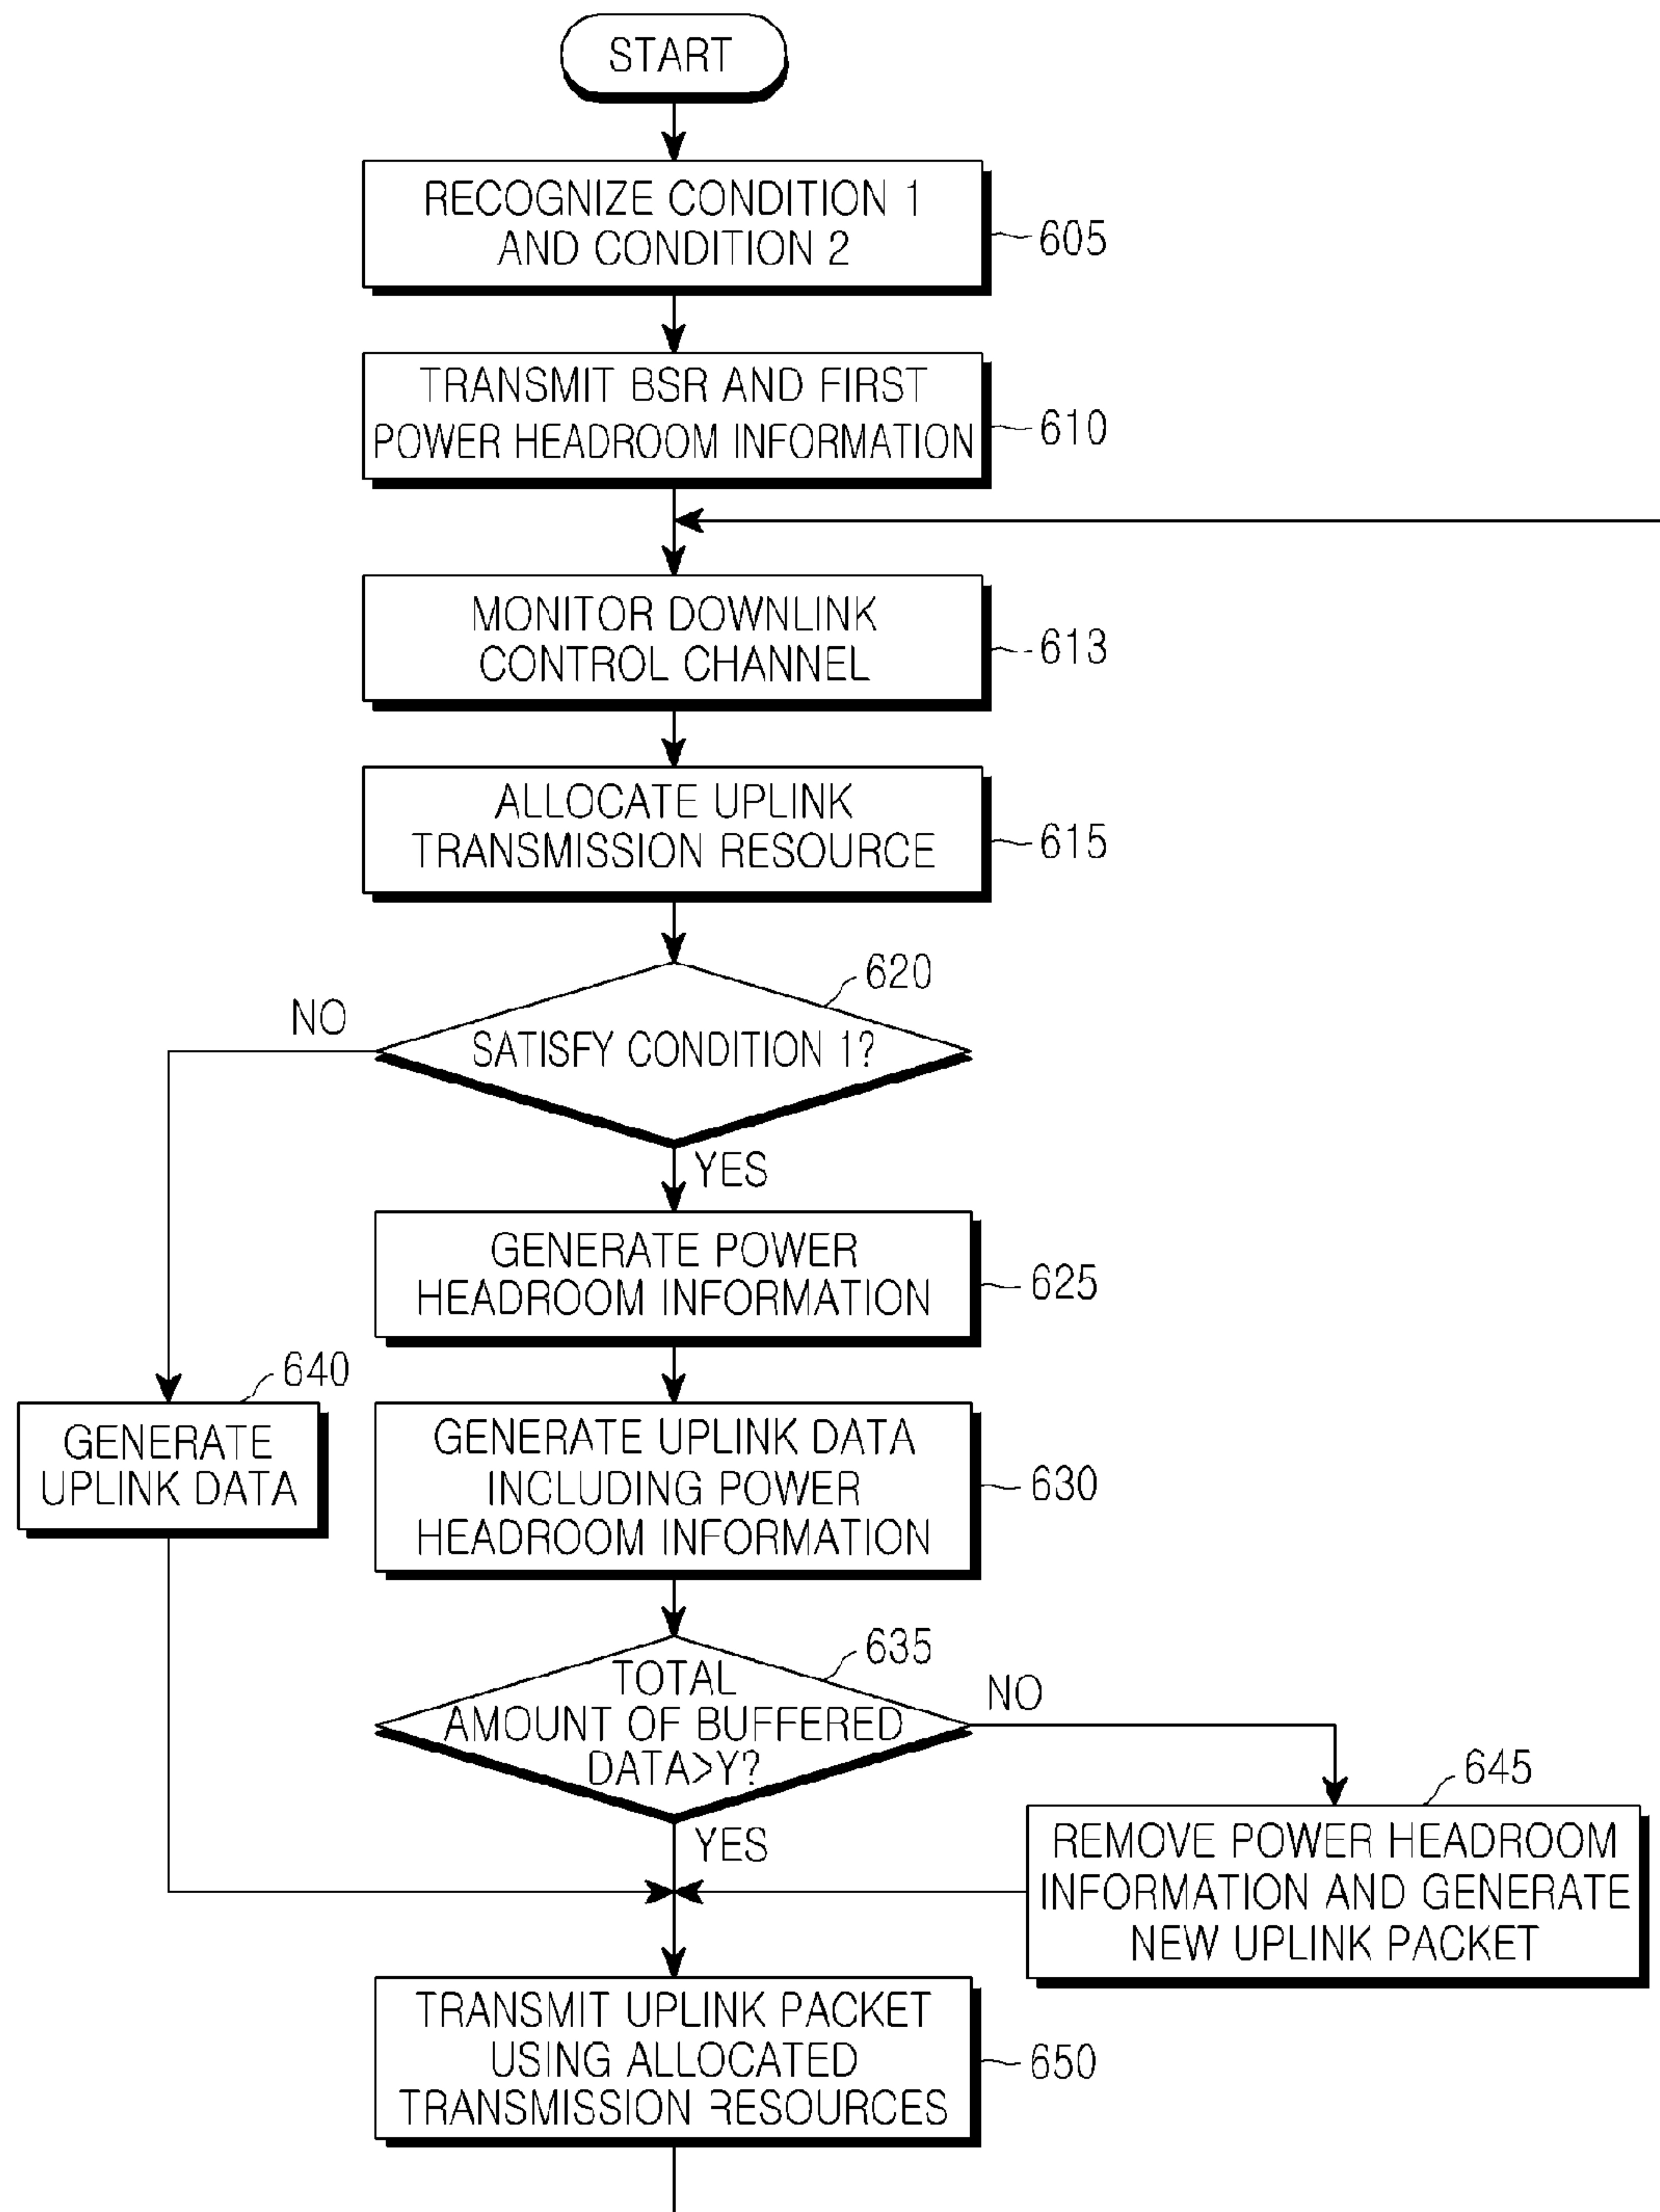 START
RECOGNIZE CONDITION 1
AND CONDITION 2
605
TRANSMIT BSR AND FIRST
POWER HEADROOM INFORMATION
610
MONITOR DOWNLINK
CONTROL CHANNEL
613
ALLOCATE UPLINK
TRANSMISSION RESOURCE
615
620
NO
SATISFY CONDITION 1?
YES
GENERATE POWER
HEADROOM INFORMATION
625
640
GENERATE
UPLINK DATA
GENERATE UPLINK DATA
INCLUDING POWER
HEADROOM INFORMATION
630
635
TOTAL
AMOUNT OF BUFFERED
DATA>Y?
NO
YES
645
REMOVE POWER HEADROOM
INFORMATION AND GENERATE
NEW UPLINK PACKET
TRANSMIT UPLINK PACKET
USING ALLOCATED
TRANSMISSION RESOURCES
650